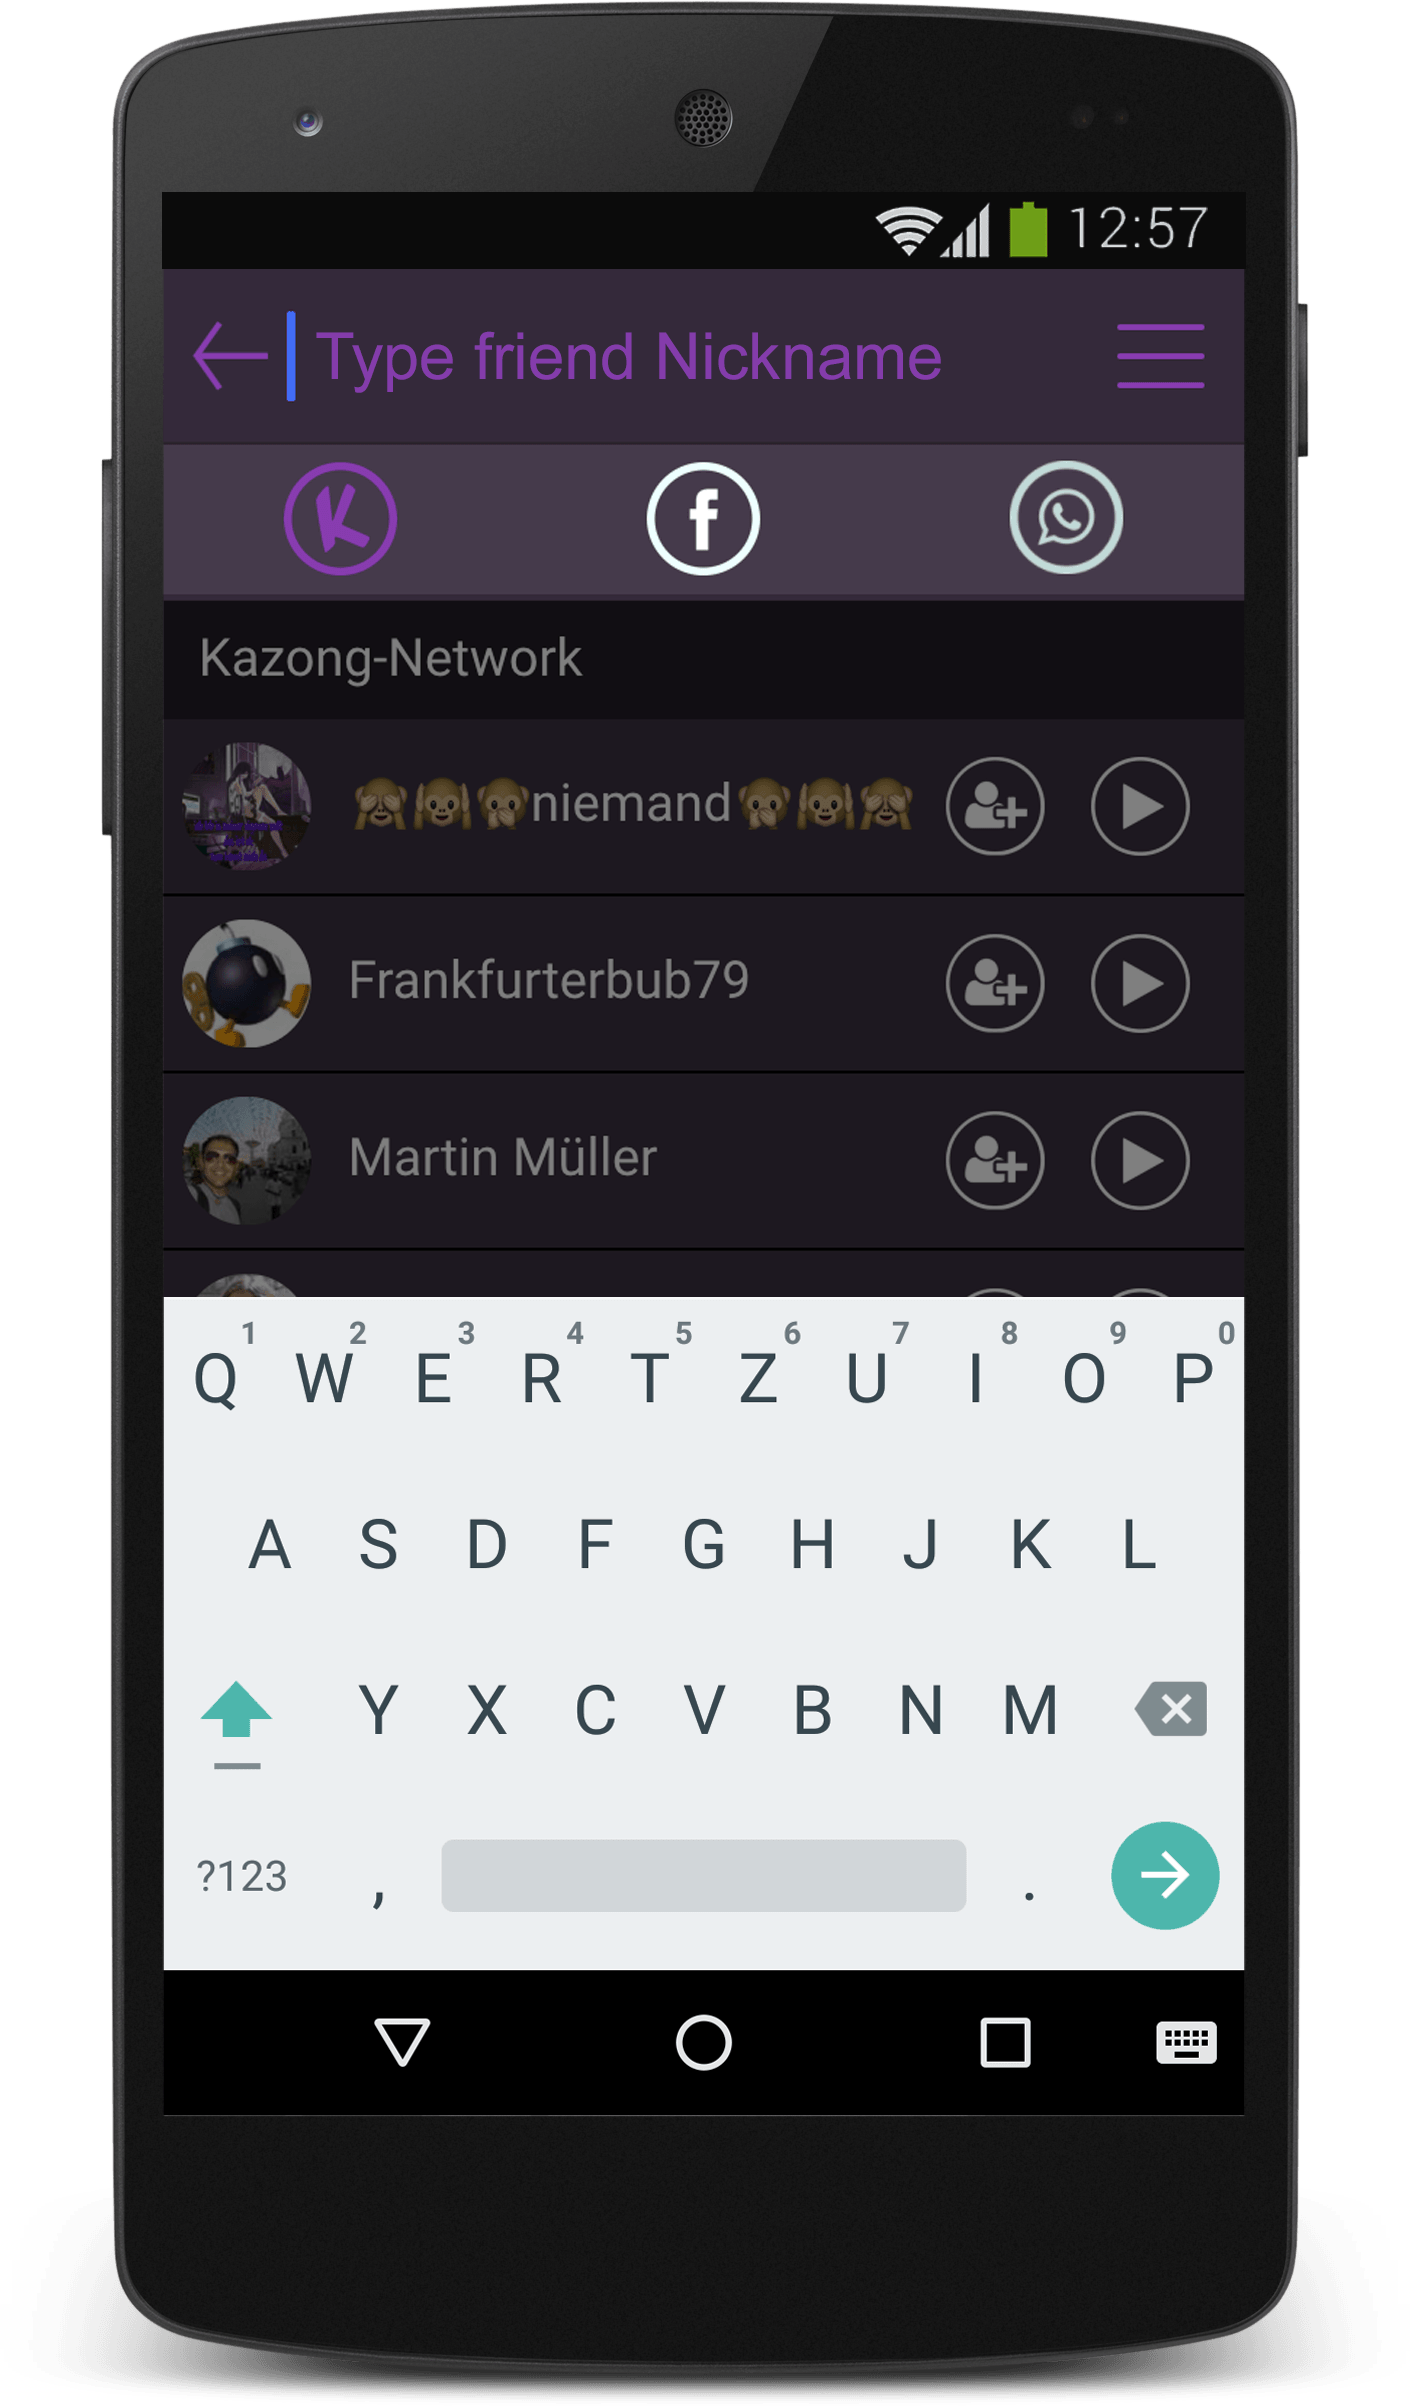 12:57
Type friend Nickname
K
f
Kazong-Network
🙈🙉🙊niemand🙊🙉🙈
Frankfurterbub79
Martin Müller
1 2 3 4 5 6 7 8 9 0
Q W E R T Z U I O P
A S D F G H J K L
Y X C V B N M
?123 , .